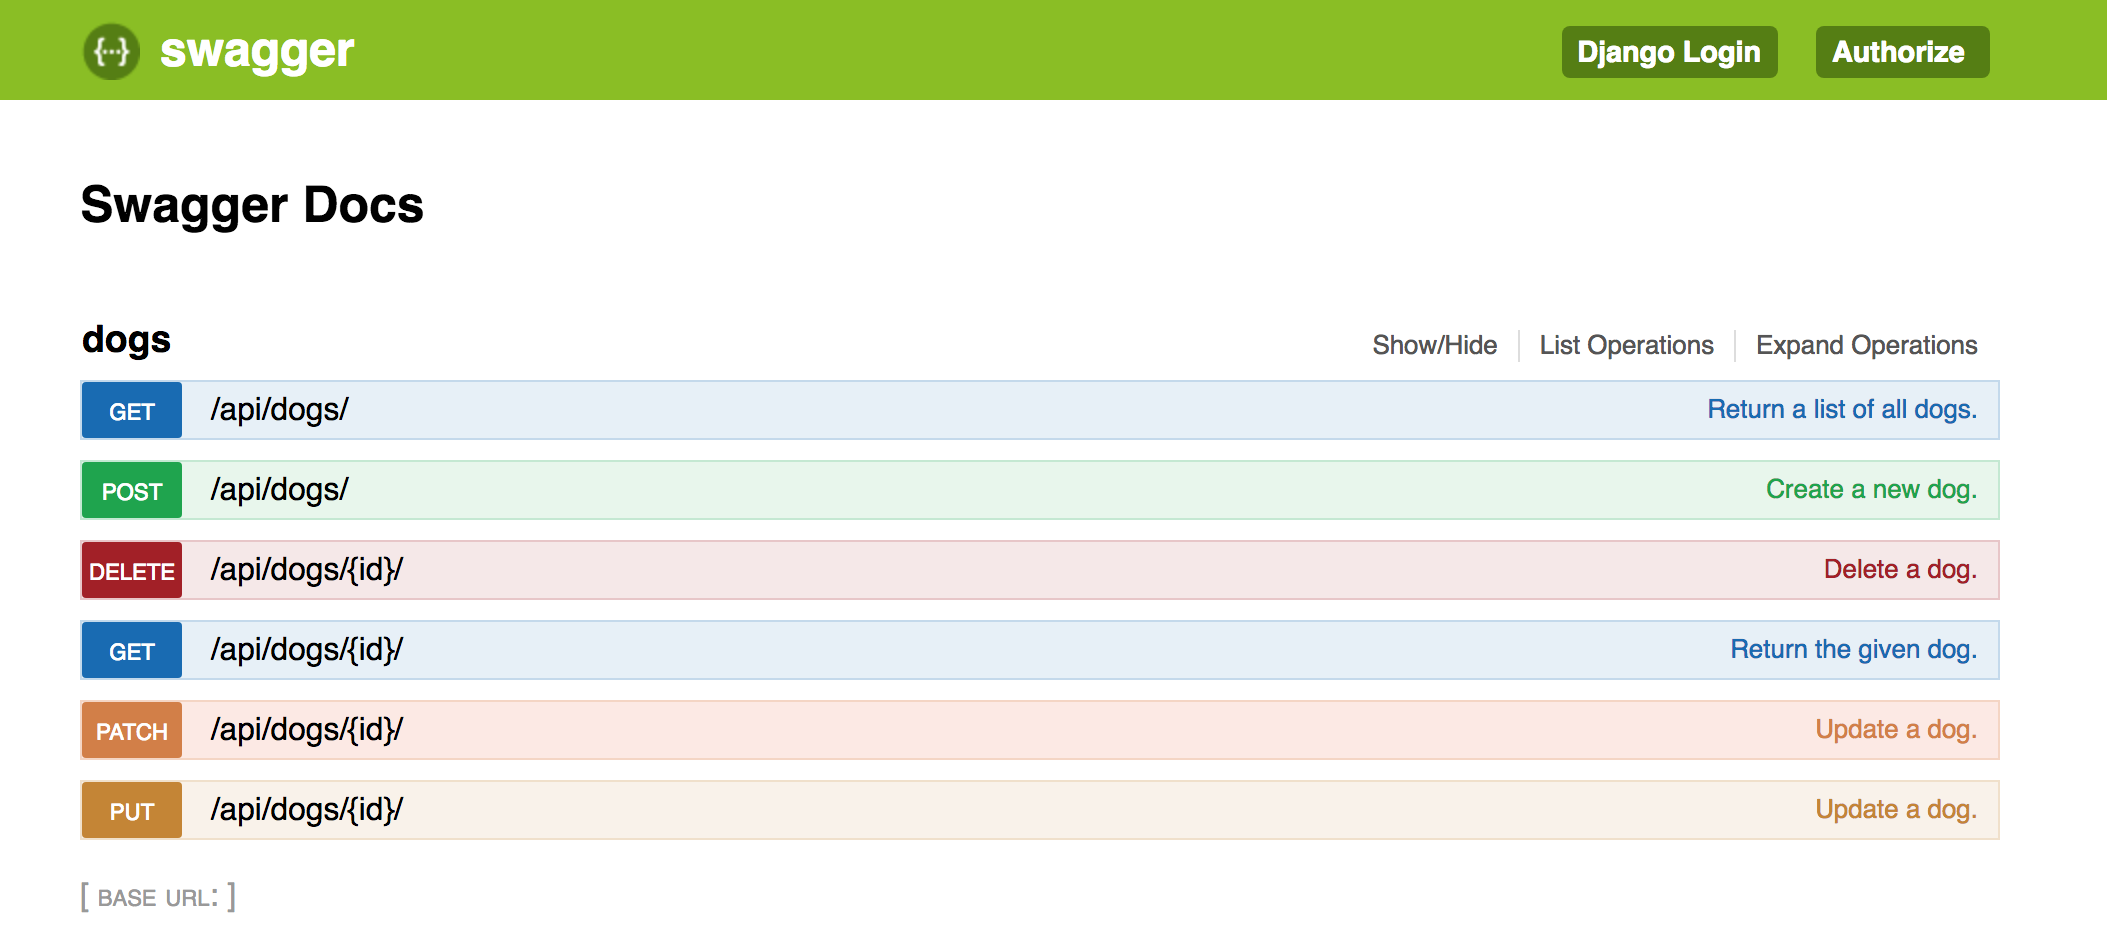 {···} swagger Django Login Authorize
Swagger Docs
dogs Show/Hide List Operations Expand Operations
GET /api/dogs/ Return a list of all dogs.
POST /api/dogs/ Create a new dog.
DELETE /api/dogs/{id}/ Delete a dog.
GET /api/dogs/{id}/ Return the given dog.
PATCH /api/dogs/{id}/ Update a dog.
PUT /api/dogs/{id}/ Update a dog.
[ BASE URL: ]